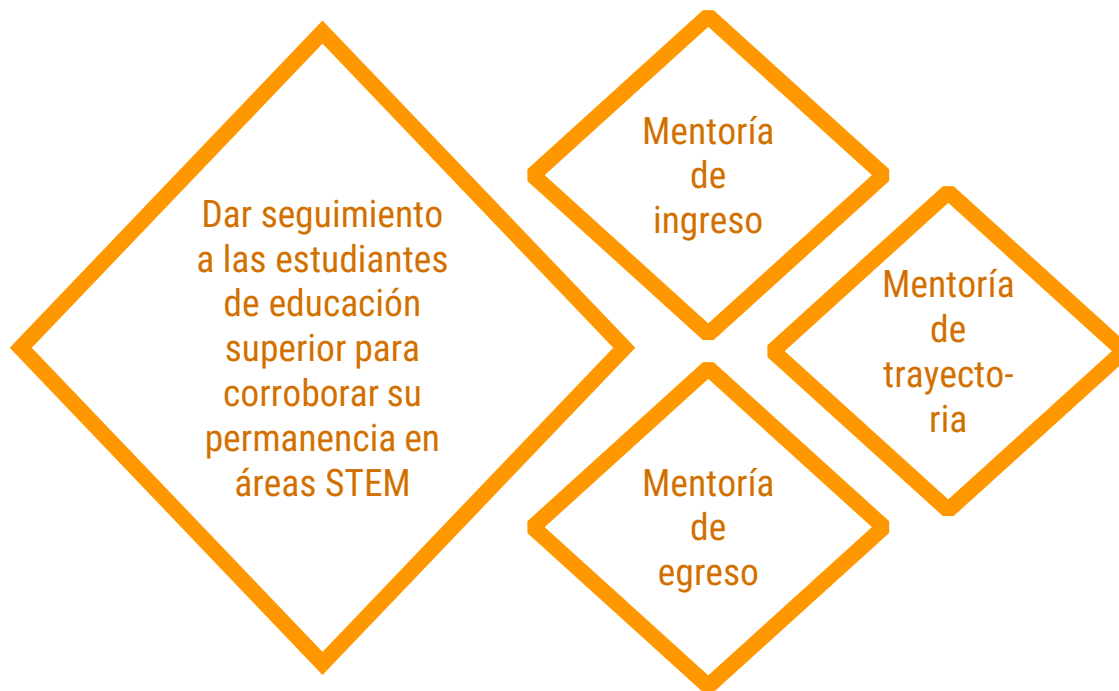 Dar seguimiento
a las estudiantes
de educación
superior para
corroborar su
permanencia en
áreas STEM
Mentoría
de
ingreso
Mentoría
de
trayecto-
ria
Mentoría
de
egreso